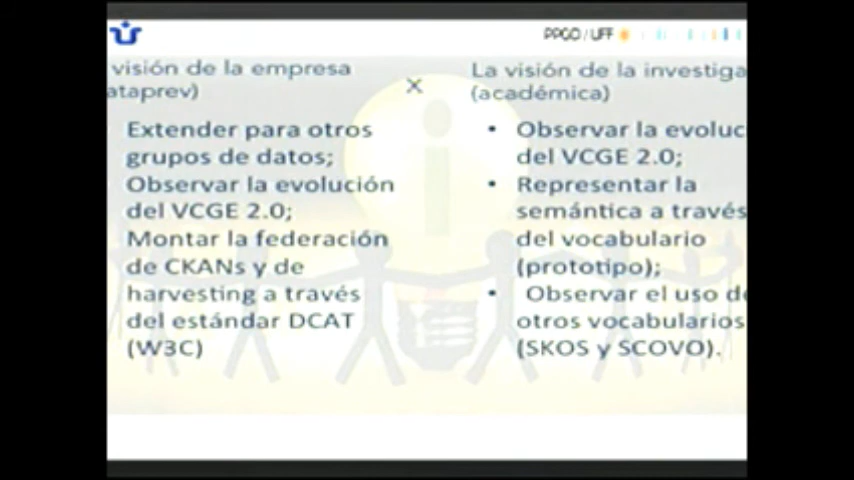 PPGO / UFF
visión de la empresa
ataprev)
×
La visión de la investiga
(académica)
Extender para otros
grupos de datos;
Observar la evolución
del VCGE 2.0;
Montar la federación
de CKANs y de
harvesting a través
del estándar DCAT
(W3C)
• Observar la evoluc
del VCGE 2.0;
• Representar la
semántica a través
del vocabulario
(prototipo);
• Observar el uso de
otros vocabularios
(SKOS y SCOVO).